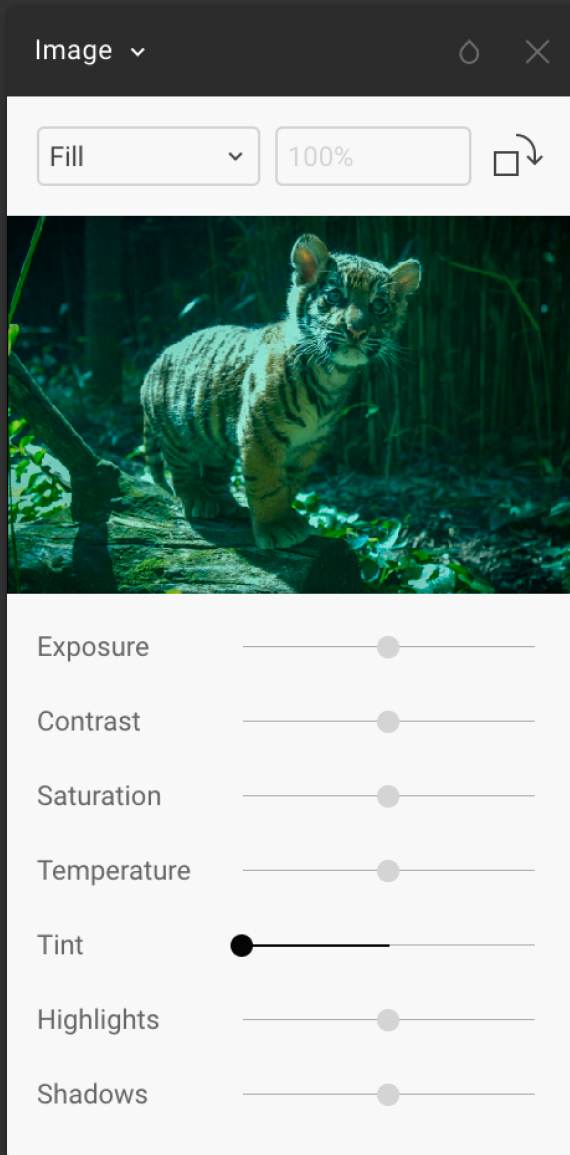 Image
Fill
100%
Exposure
Contrast
Saturation
Temperature
Tint
Highlights
Shadows